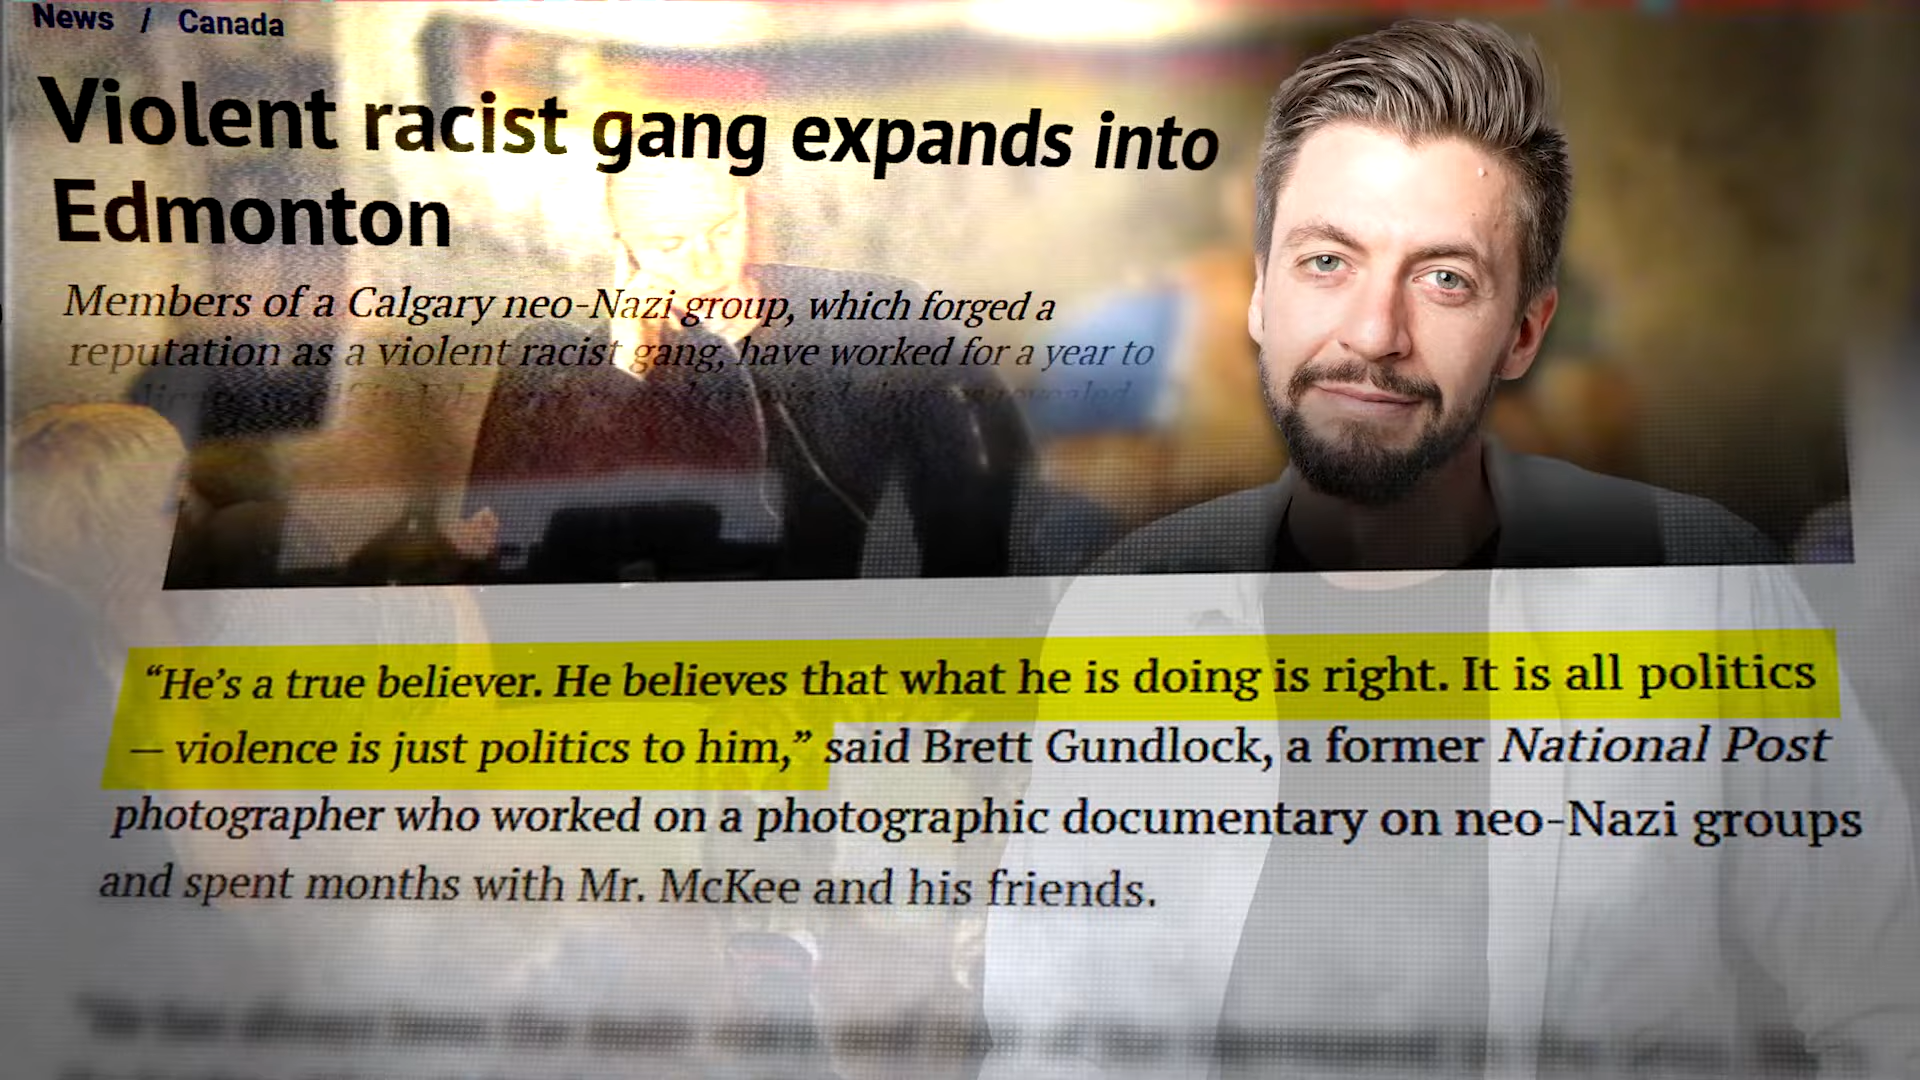 News / Canada
Violent racist gang expands into
Edmonton
Members of a Calgary neo-Nazi group, which forged a
reputation as a violent racist gang, have worked for a year to
revealed
“He’s a true believer. He believes that what he is doing is right. It is all politics
— violence is just politics to him,” said Brett Gundlock, a former National Post
photographer who worked on a photographic documentary on neo-Nazi groups
and spent months with Mr. McKee and his friends.